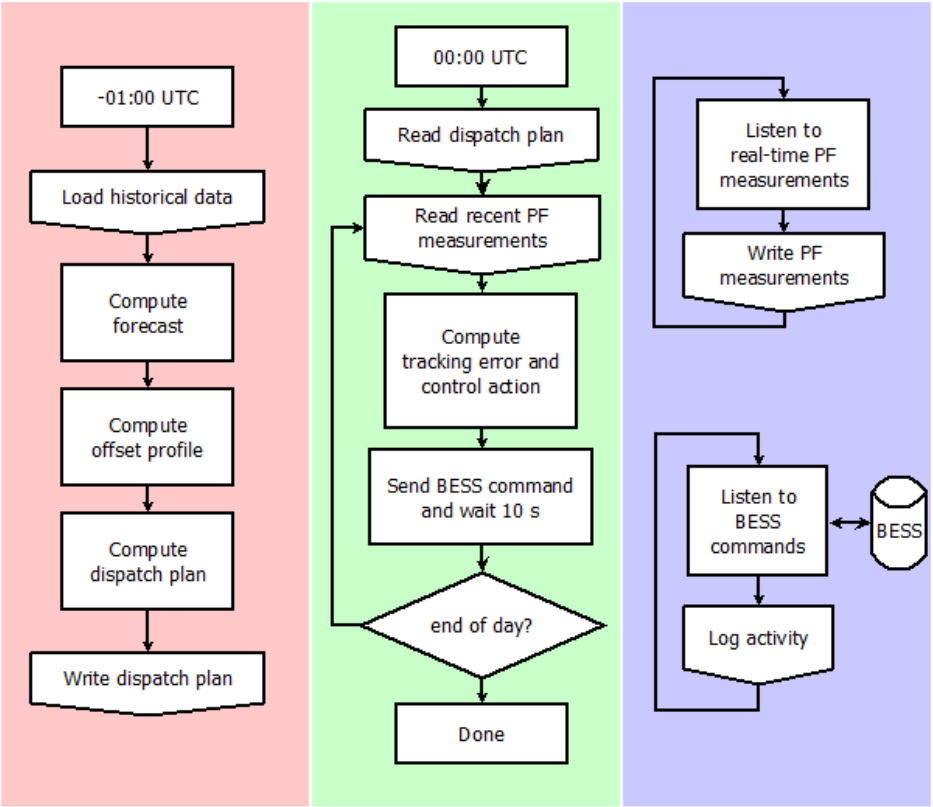 -01:00 UTC
Load historical data
Compute
forecast
Compute
offset profile
Compute
dispatch plan
Write dispatch plan
00:00 UTC
Read dispatch plan
Read recent PF
measurements
Compute
tracking error and
control action
Send BESS command
and wait 10 s
end of day?
Done
Listen to
real-time PF
measurements
Write PF
measurements
Listen to
BESS
commands
BESS
Log activity